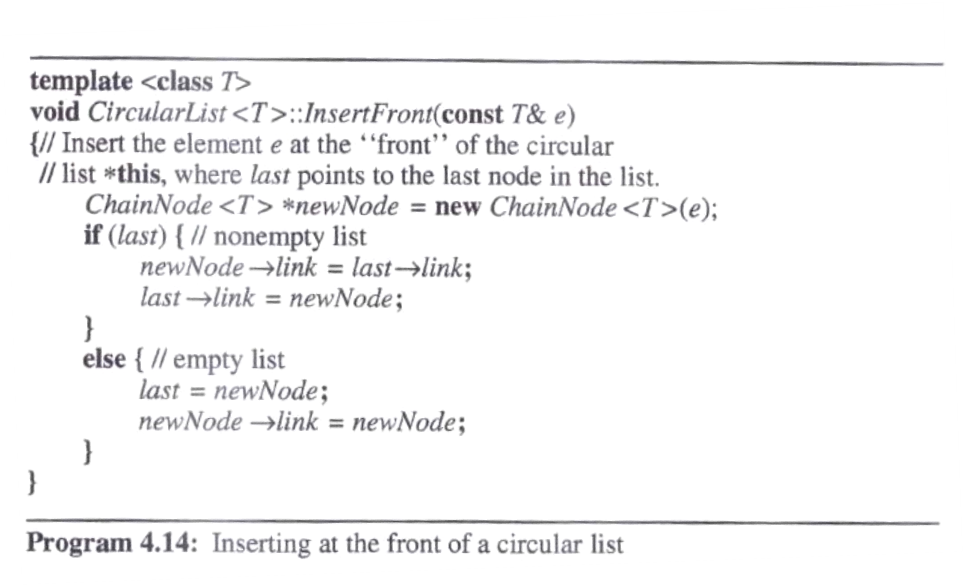 template <class T>
void CircularList <T>::InsertFront(const T& e)
{// Insert the element e at the ‘‘front’’ of the circular
// list *this, where last points to the last node in the list.
ChainNode <T> *newNode = new ChainNode <T>(e);
if (last) { // nonempty list
newNode →link = last→link;
last →link = newNode;
}
else { // empty list
last = newNode;
newNode →link = newNode;
}
}
Program 4.14: Inserting at the front of a circular list